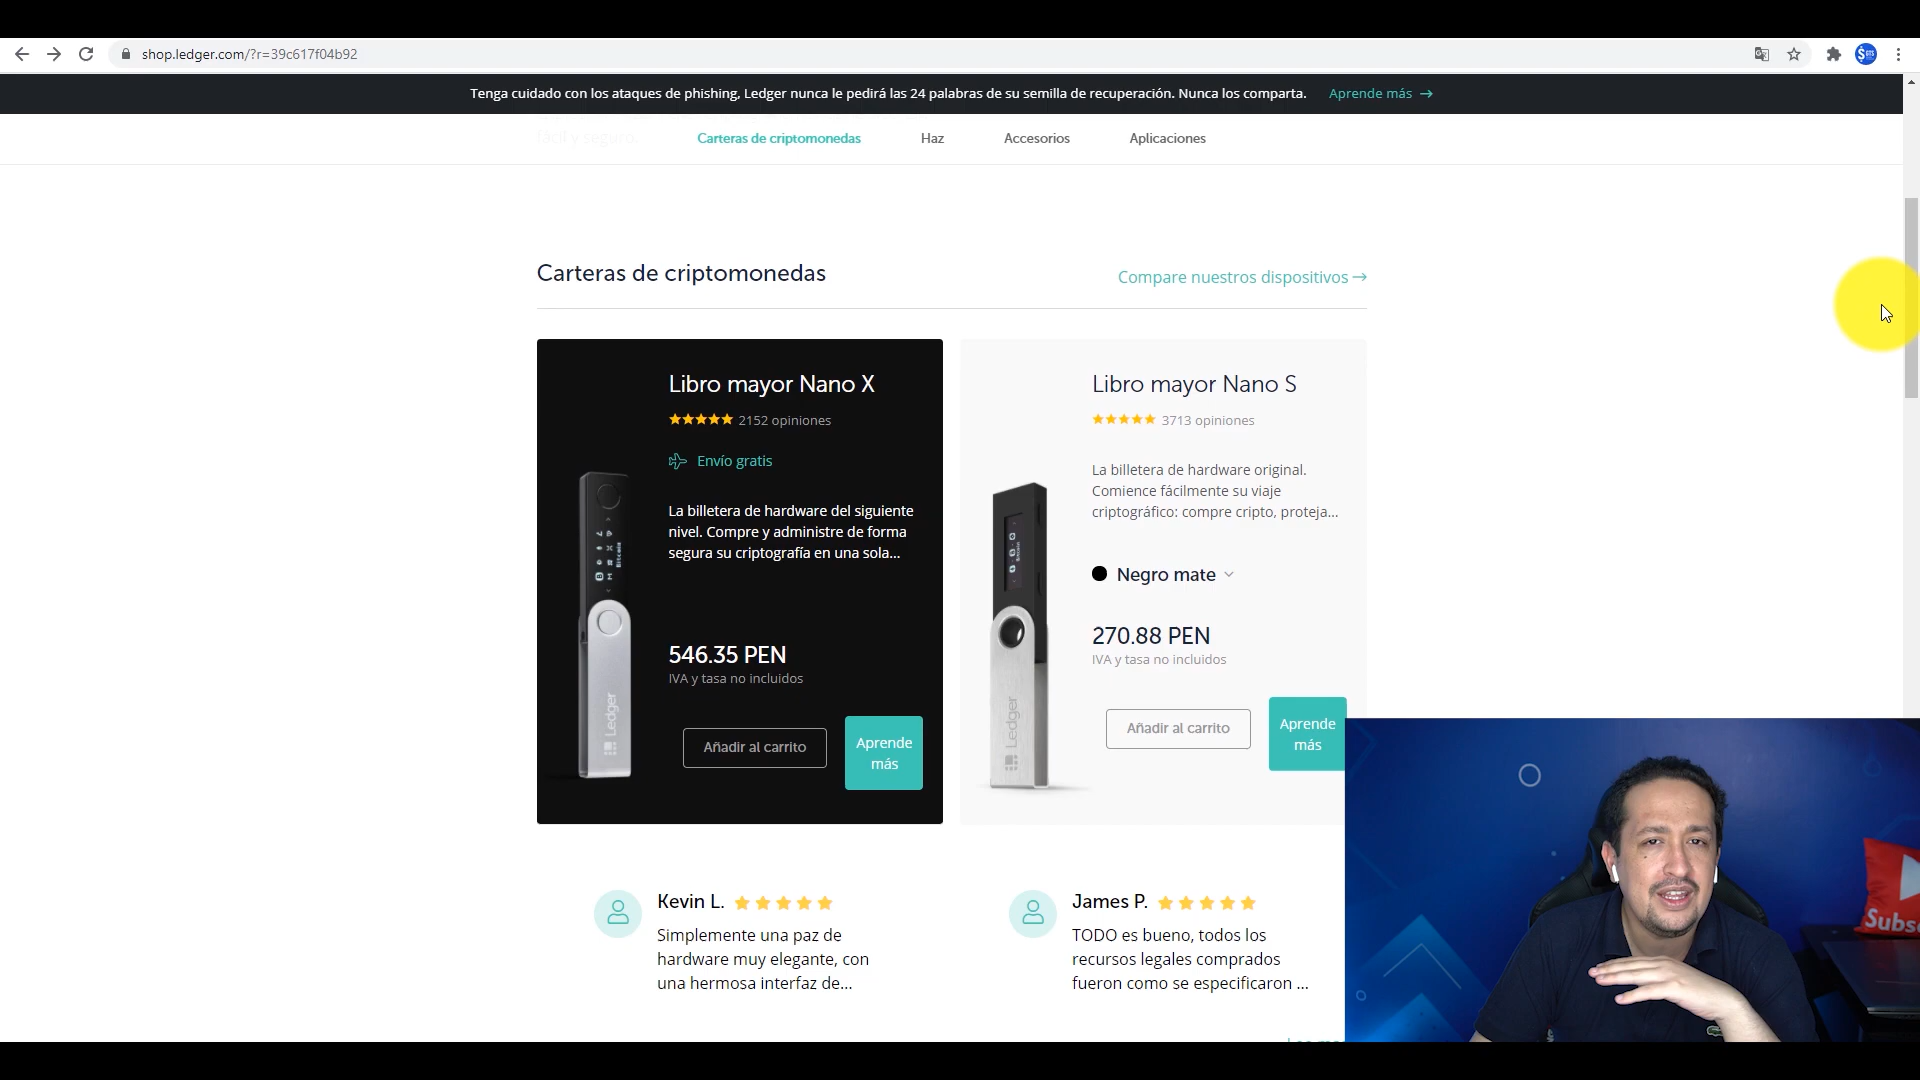 shop.ledger.com/?r=39c617f04b92
Tenga cuidado con los ataques de phishing, Ledger nunca le pedirá las 24 palabras de su semilla de recuperación. Nunca los comparta. Aprende más →
fácil y seguro.
Carteras de criptomonedas
Haz
Accesorios
Aplicaciones
Carteras de criptomonedas
Compare nuestros dispositivos →
Libro mayor Nano X
2152 opiniones
Envío gratis
La billetera de hardware del siguiente
nivel. Compre y administre de forma
segura su criptografía en una sola...
546.35 PEN
IVA y tasa no incluidos
Añadir al carrito
Aprende
más
Bitcoin
Ledger
Libro mayor Nano S
3713 opiniones
La billetera de hardware original.
Comience fácilmente su viaje
criptográfico: compre cripto, proteja...
Negro mate
270.88 PEN
IVA y tasa no incluidos
Añadir al carrito
Aprende
más
Ledger
Kevin L.
Simplemente una paz de
hardware muy elegante, con
una hermosa interfaz de...
James P.
TODO es bueno, todos los
recursos legales comprados
fueron como se especificaron ...
Subsc